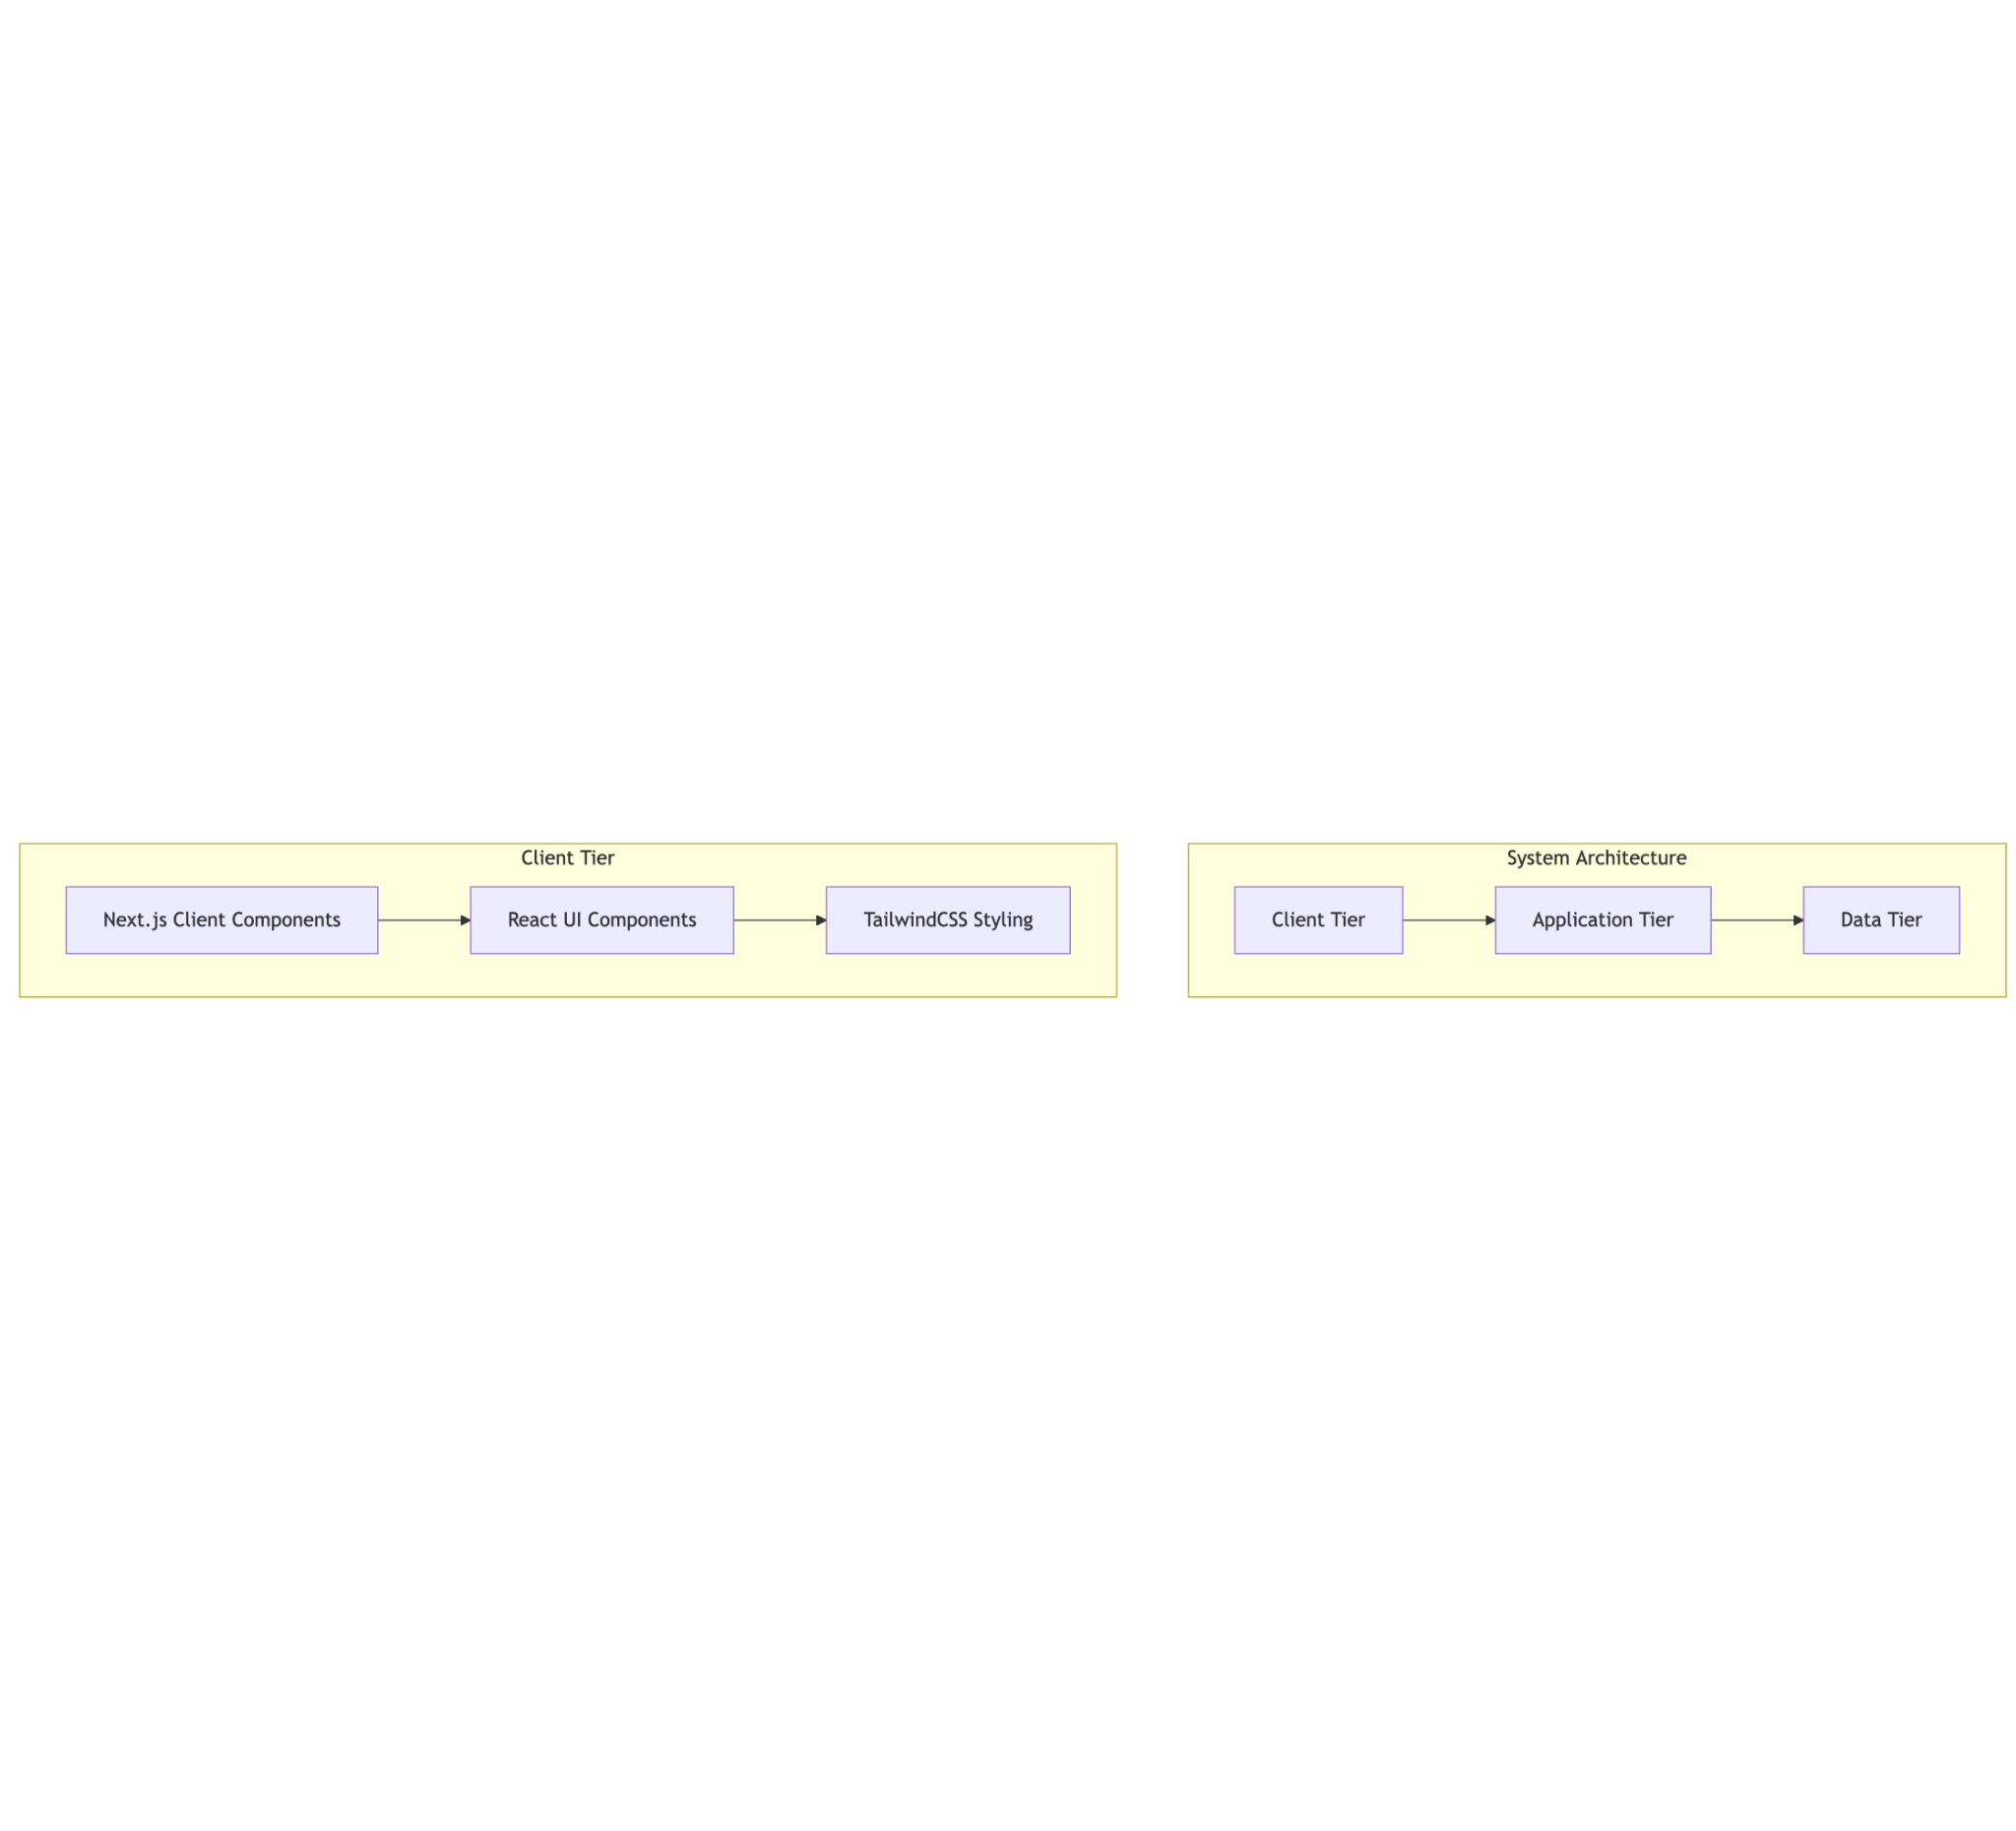 Client Tier
Next.js Client Components
React UI Components
TailwindCSS Styling
System Architecture
Client Tier
Application Tier
Data Tier